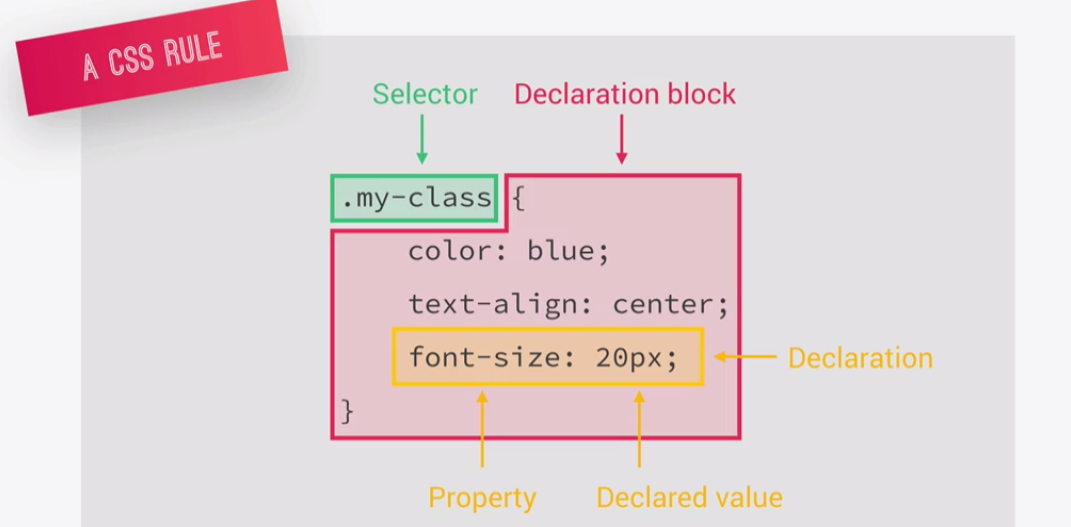 A CSS RULE
Selector Declaration block
.my-class {
color: blue;
text-align: center;
font-size: 20px; Declaration
}
Property Declared value